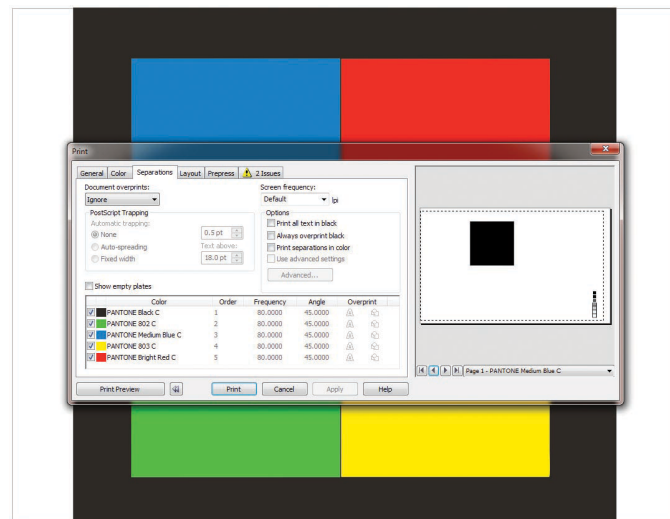 Print
General Color Separations Layout Prepress 2 Issues
Document overprints:
Ignore
Screen frequency:
Default lpi
PostScript Trapping
Automatic trapping:
None 0.5 pt
Auto-spreading Text above:
Fixed width 18.0 pt
Options
Print all text in black
Always overprint black
Print separations in color
Use advanced settings
Advanced...
Show empty plates
Color Order Frequency Angle Overprint
PANTONE Black C 1 80.0000 45.0000
PANTONE 802 C 2 80.0000 45.0000
PANTONE Medium Blue C 3 80.0000 45.0000
PANTONE 803 C 4 80.0000 45.0000
PANTONE Bright Red C 5 80.0000 45.0000
Page 1 - PANTONE Medium Blue C
Print Preview Print Cancel Apply Help